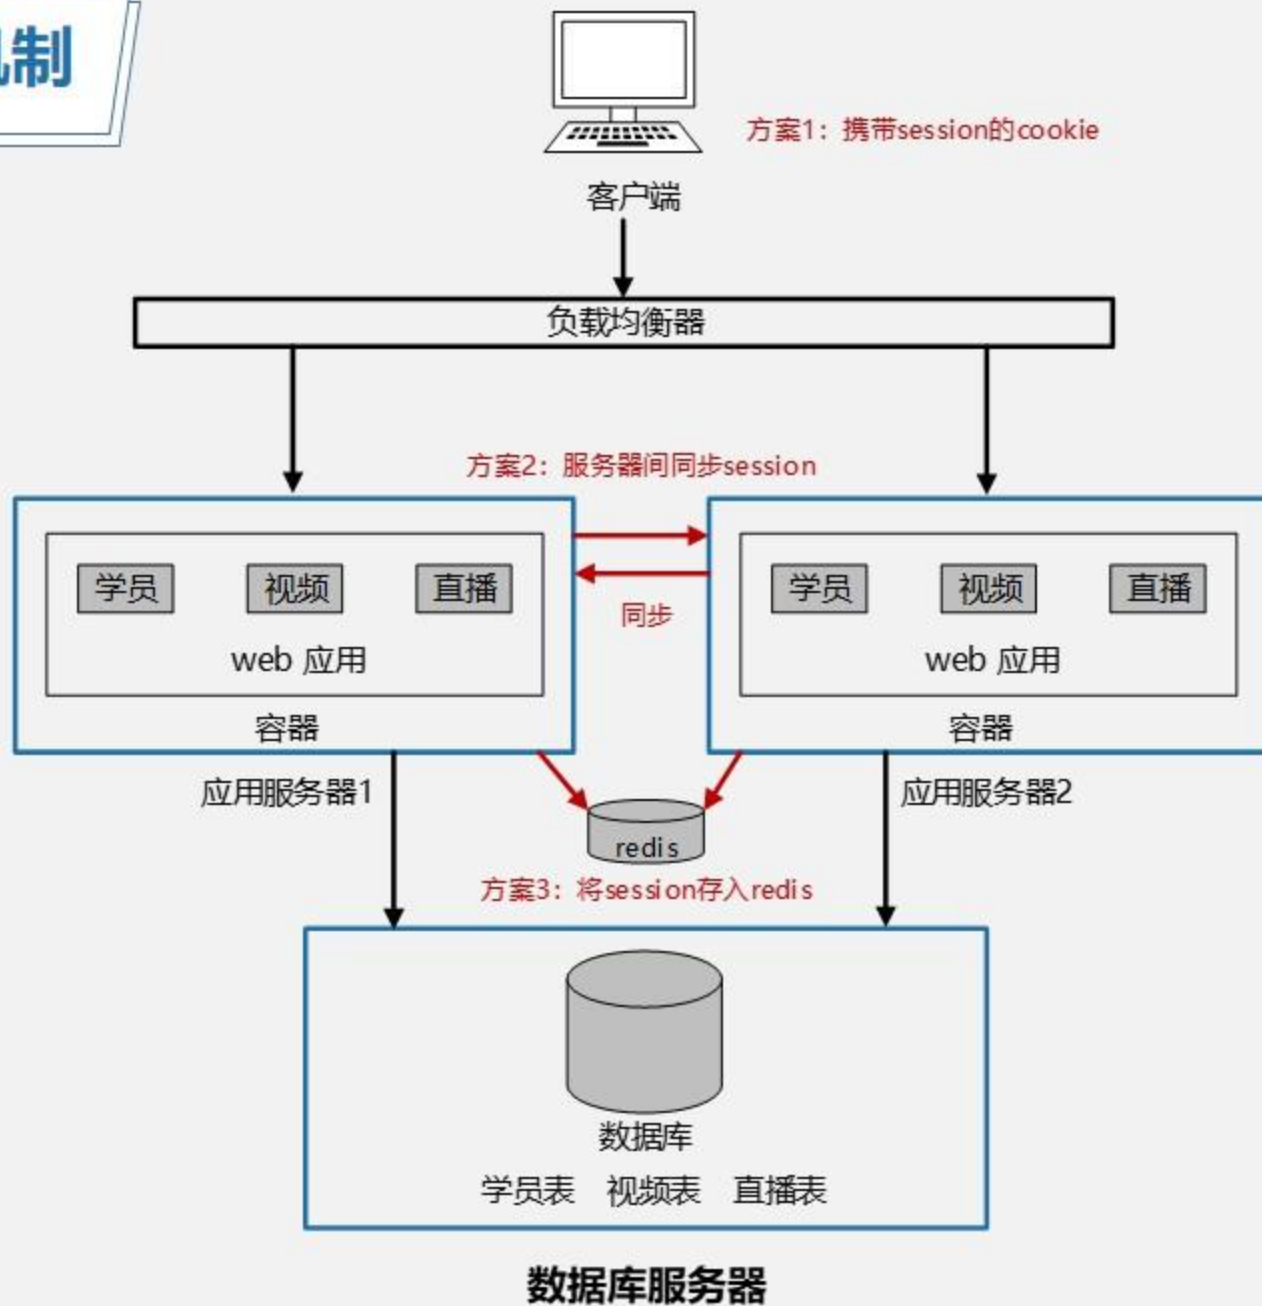 制
方案1：携带session的cookie
客户端
负载均衡器
方案2：服务器间同步session
学员 视频 直播
web 应用
容器
应用服务器1
同步
学员 视频 直播
web 应用
容器
应用服务器2
redis
方案3：将session存入redis
数据库
学员表 视频表 直播表
数据库服务器